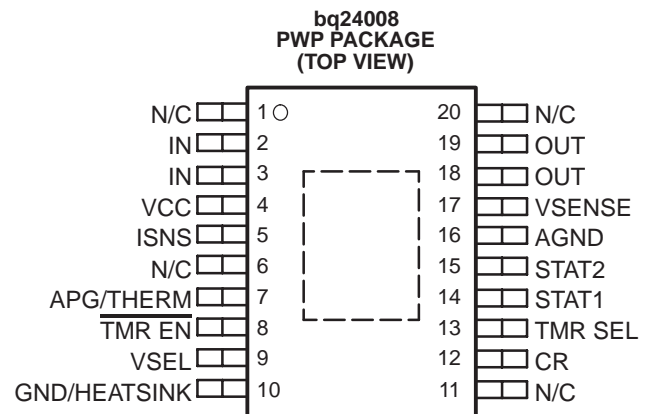 bq24008
PWP PACKAGE
(TOP VIEW)
N/C 1 20 N/C
IN 2 19 OUT
IN 3 18 OUT
VCC 4 17 VSENSE
ISNS 5 16 AGND
N/C 6 15 STAT2
APG/THERM 7 14 STAT1
TMR EN 8 13 TMR SEL
VSEL 9 12 CR
GND/HEATSINK 10 11 N/C